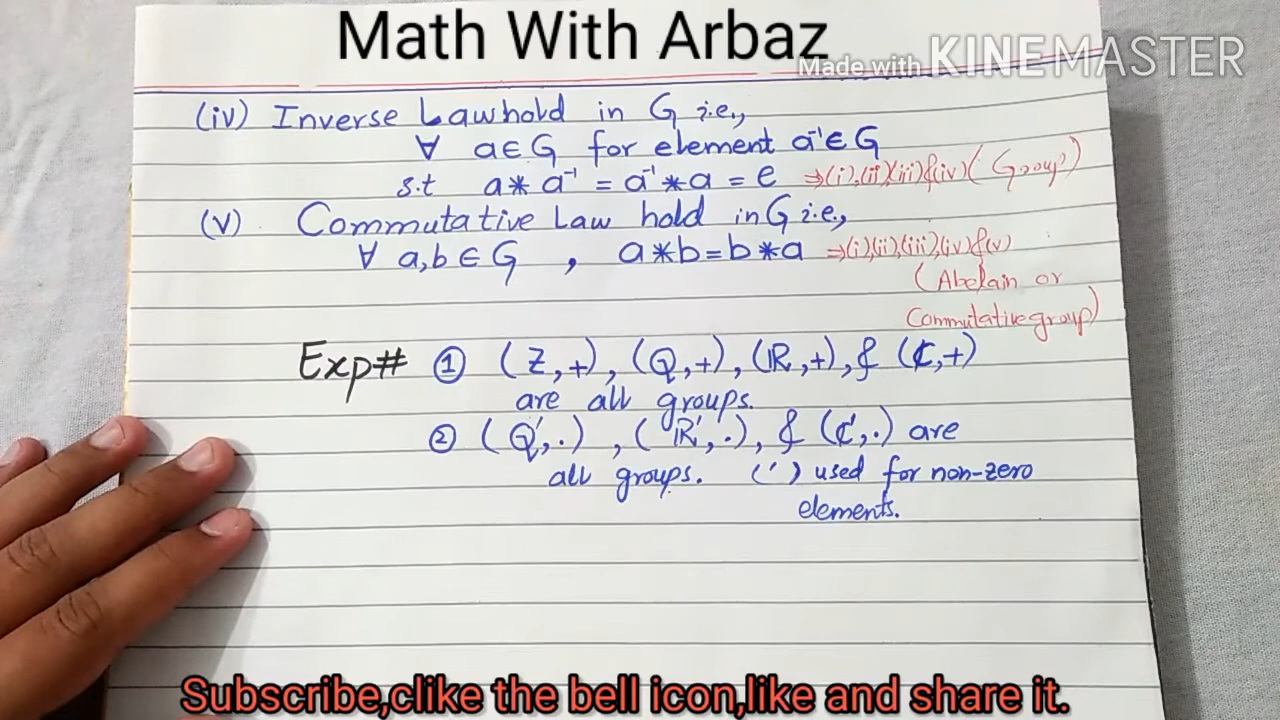 Math With Arbaz
Made with KINEMASTER
(iv) Inverse Law hold in G i.e.,
∀ a∈G for element a⁻¹∈G
s.t a * a⁻¹ = a⁻¹ * a = e ⇒(i),(ii)(iii)&(iv)(Group)
(v) Commutative Law hold in G i.e.,
∀ a,b ∈ G , a*b = b*a ⇒(i),(ii),(iii),(iv)&(v)
(Abelain or
Commutative group)
Exp# ① (Z,+), (Q,+), (ℝ,+), & (ℂ,+)
are all groups.
② (Q',.) , (ℝ',.), & (ℂ',.) are
all groups. (') used for non-zero
elements.
Subscribe,clike the bell icon,like and share it.